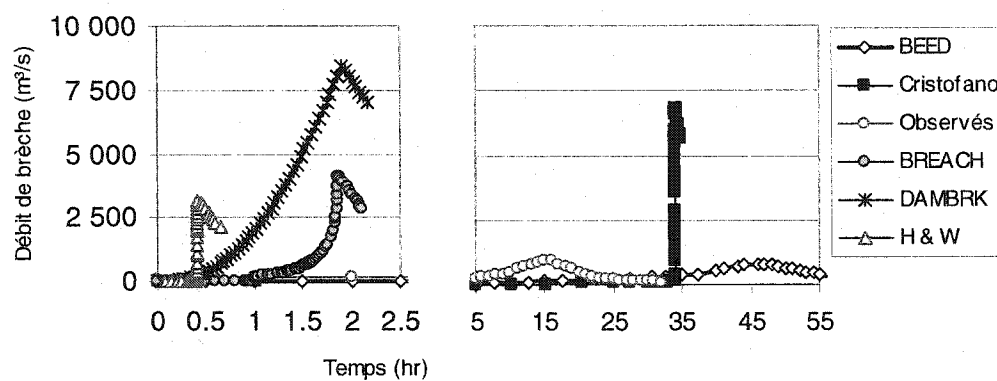 Débit de brèche (m³/s)
10 000
7 500
5 000
2 500
0
0 0.5 1 1.5 2 2.5
5 15 25 35 45 55
Temps (hr)
BEED
Cristofano
Observés
BREACH
DAMBRK
H & W